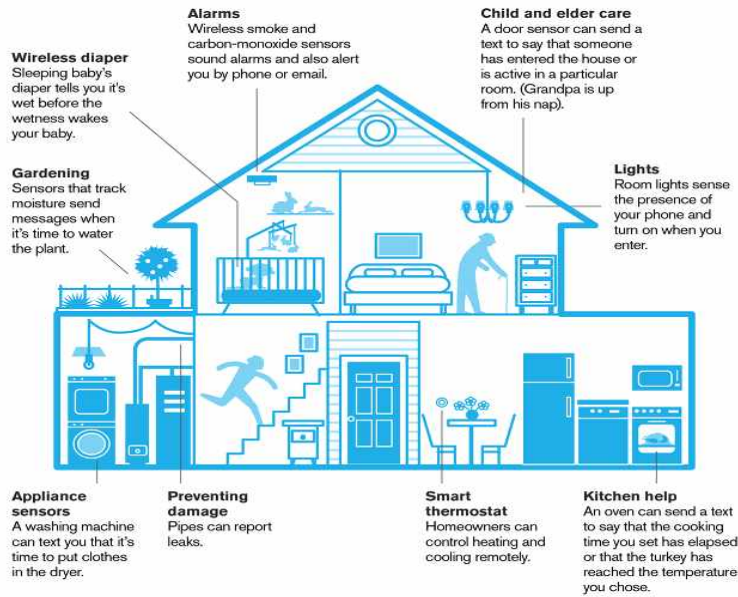 Alarms
Wireless smoke and
carbon-monoxide sensors
sound alarms and also alert
you by phone or email.
Child and elder care
A door sensor can send a
text to say that someone
has entered the house or
is active in a particular
room. (Grandpa is up
from his nap).
Wireless diaper
Sleeping baby's
diaper tells you it's
wet before the
wetness wakes
your baby.
Gardening
Sensors that track
moisture send
messages when
it's time to water
the plant.
Lights
Room lights sense
the presence of
your phone and
turn on when you
enter.
Appliance
sensors
A washing machine
can text you that it's
time to put clothes
in the dryer.
Preventing
damage
Pipes can report
leaks.
Smart
thermostat
Homeowners can
control heating and
cooling remotely.
Kitchen help
An oven can send a text
to say that the cooking
time you set has elapsed
or that the turkey has
reached the temperature
you chose.